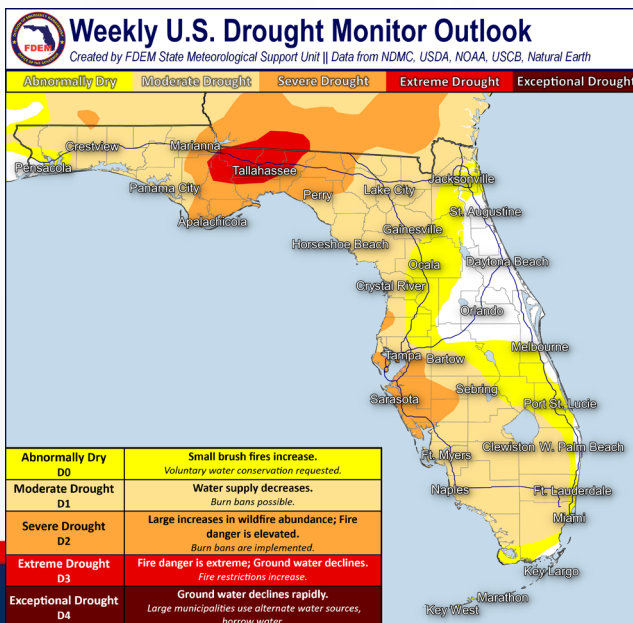 Weekly U.S. Drought Monitor Outlook
Created by FDEM State Meteorological Support Unit || Data from NDMC, USDA, NOAA, USCB, Natural Earth
FDEM
Abnormally Dry Moderate Drought Severe Drought Extreme Drought Exceptional Drought
Crestview
Marianna
Pensacola
Tallahassee
Panama City
Perry
Lake City
Jacksonville
Apalachicola
St. Augustine
Gainesville
Horseshoe Beach
Ocala
Daytona Beach
Crystal River
Orlando
Melbourne
Tampa
Bartow
Sebring
Sarasota
Port St. Lucie
Clewiston
W. Palm Beach
Ft. Myers
Naples
Ft. Lauderdale
Miami
Key Largo
Marathon
Key West
Abnormally Dry
D0
Small brush fires increase.
Voluntary water conservation requested.
Moderate Drought
D1
Water supply decreases.
Burn bans possible.
Severe Drought
D2
Large increases in wildfire abundance; Fire
danger is elevated.
Burn bans are implemented.
Extreme Drought
D3
Fire danger is extreme; Ground water declines.
Fire restrictions increase.
Exceptional Drought
D4
Ground water declines rapidly.
Large municipalities use alternate water sources,
borrow water.